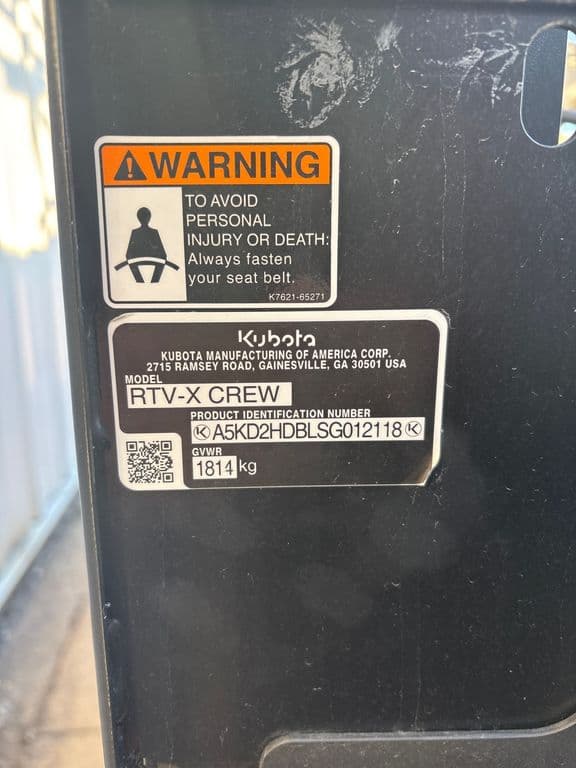 WARNING
TO AVOID
PERSONAL
INJURY OR DEATH:
Always fasten
your seat belt.
K7621-65271
Kubota
KUBOTA MANUFACTURING OF AMERICA CORP.
2715 RAMSEY ROAD, GAINESVILLE, GA 30501 USA
MODEL
RTV-X CREW
PRODUCT IDENTIFICATION NUMBER
A5KD2HDBLSG012118
GVWR
1814 kg